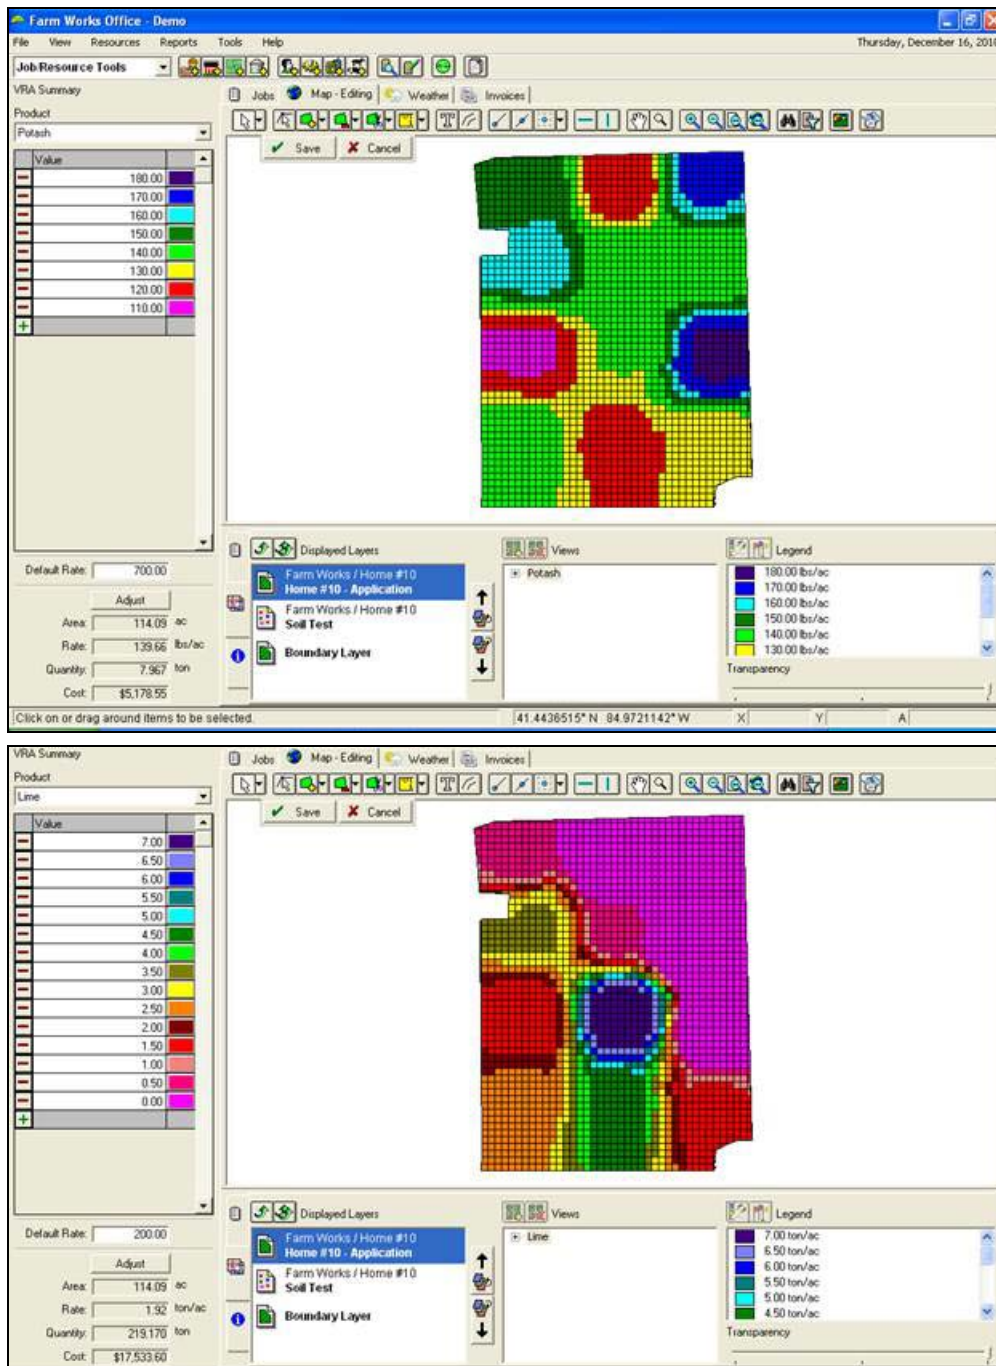 Farm Works Office - Demo
File View Resources Reports Tools Help Thursday, December 16, 2010
Job/Resource Tools
VRA Summary
Jobs Map - Editing Weather Invoices
Product
Potash
Save Cancel
Value
180.00
170.00
160.00
150.00
140.00
130.00
120.00
110.00
Default Rate: 700.00
Adjust
Area: 114.09 ac
Rate: 139.66 lbs/ac
Quantity: 7.967 ton
Cost: $5,178.55
Displayed Layers
Farm Works / Home #10
Home #10 - Application
Farm Works / Home #10
Soil Test
Boundary Layer
Views
Potash
Legend
180.00 lbs/ac
170.00 lbs/ac
160.00 lbs/ac
150.00 lbs/ac
140.00 lbs/ac
130.00 lbs/ac
Transparency
Click on or drag around items to be selected. 41.4436515° N 84.9721142° W X Y A
VRA Summary
Jobs Map - Editing Weather Invoices
Product
Lime
Save Cancel
Value
7.00
6.50
6.00
5.50
5.00
4.50
4.00
3.50
3.00
2.50
2.00
1.50
1.00
0.50
0.00
Default Rate: 200.00
Adjust
Area: 114.09 ac
Rate: 1.92 ton/ac
Quantity: 219.170 ton
Cost: $17,533.60
Displayed Layers
Farm Works / Home #10
Home #10 - Application
Farm Works / Home #10
Soil Test
Boundary Layer
Views
Lime
Legend
7.00 ton/ac
6.50 ton/ac
6.00 ton/ac
5.50 ton/ac
5.00 ton/ac
4.50 ton/ac
Transparency